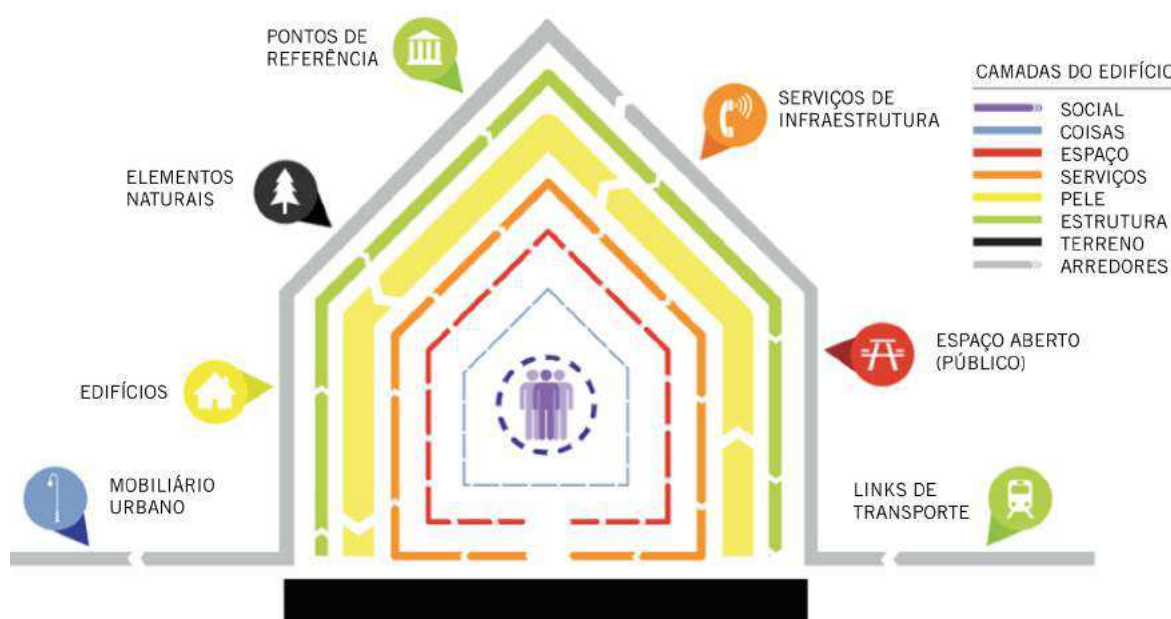 PONTOS DE
REFERÊNCIA
SERVIÇOS DE
INFRAESTRUTURA
ELEMENTOS
NATURAIS
EDIFÍCIOS
MOBILIÁRIO
URBANO
ESPAÇO ABERTO
(PÚBLICO)
LINKS DE
TRANSPORTE
CAMADAS DO EDIFÍCIO
SOCIAL
COISAS
ESPAÇO
SERVIÇOS
PELE
ESTRUTURA
TERRENO
ARREDORES